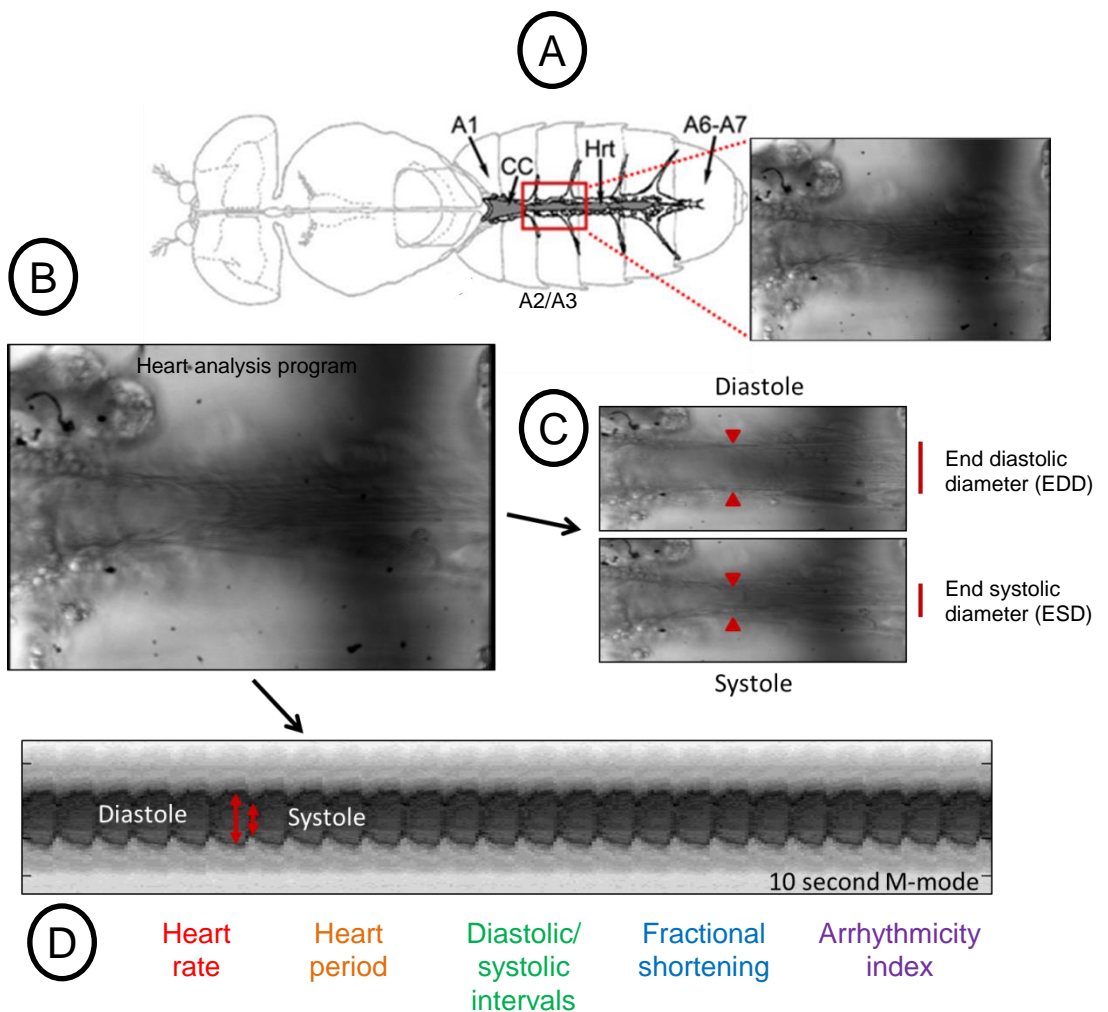 A
A1
CC
Hrt
A6-A7
A2/A3
B
Heart analysis program
C
Diastole
End diastolic
diameter (EDD)
End systolic
diameter (ESD)
Systole
Diastole
Systole
10 second M-mode
D
Heart
rate
Heart
period
Diastolic/
systolic
intervals
Fractional
shortening
Arrhythmicity
index